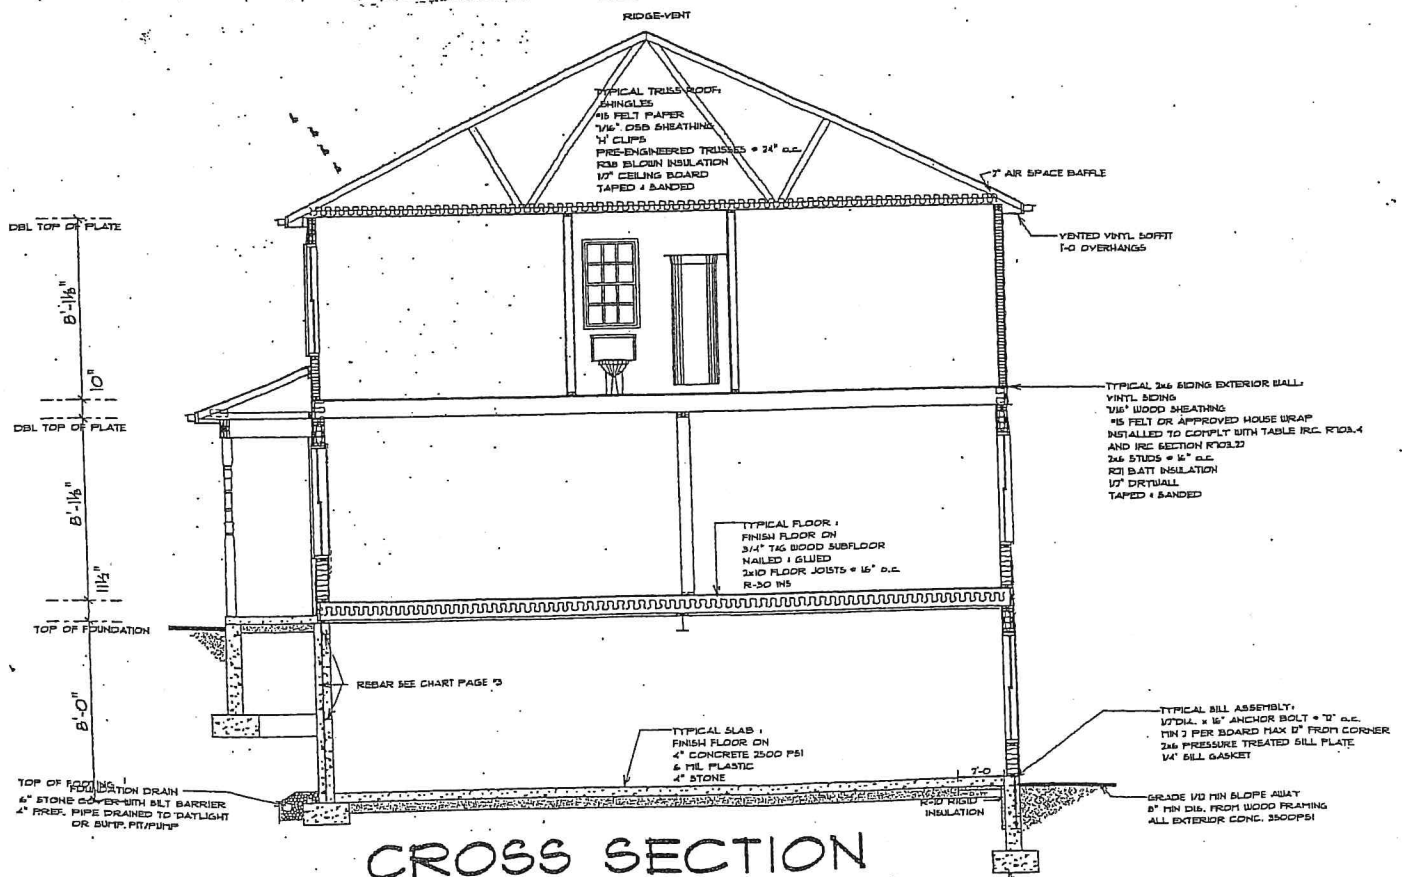 RIDGE-VENT
TYPICAL TRUSS ROOF:
SHINGLES
#15 FELT PAPER
7/16" OSB SHEATHING
'H' CLIPS
PRE-ENGINEERED TRUSSES @ 24" o.c.
R38 BLOWN INSULATION
1/2" CEILING BOARD
TAPED & SANDED
2" AIR SPACE BAFFLE
VENTED VINYL SOFFIT
1'-0 OVERHANGS
DBL TOP OF PLATE
8'-1 1/8"
10"
DBL TOP OF PLATE
8'-1 1/8"
11 1/2"
TOP OF FOUNDATION
8'-0"
TYPICAL 2x6 SIDING EXTERIOR WALL:
VINYL SIDING
7/16" WOOD SHEATHING
#15 FELT OR APPROVED HOUSE WRAP
INSTALLED TO COMPLY WITH TABLE IRC R703.4
AND IRC SECTION R703.2
2x6 STUDS @ 16" o.c.
R21 BATT INSULATION
1/2" DRYWALL
TAPED & SANDED
TYPICAL FLOOR :
FINISH FLOOR ON
3/4" T&G WOOD SUBFLOOR
NAILED & GLUED
2x10 FLOOR JOISTS @ 16" o.c.
R-30 INS
REBAR SEE CHART PAGE #3
TYPICAL SLAB :
FINISH FLOOR ON
4" CONCRETE 2500 PSI
6 MIL PLASTIC
4" STONE
2'-0
R-10 RIGID
INSULATION
TYPICAL SILL ASSEMBLY:
1/2"DIA. x 16" ANCHOR BOLT @ 72" o.c.
MIN 2 PER BOARD MAX 12" FROM CORNER
2x6 PRESSURE TREATED SILL PLATE
1/4" SILL GASKET
GRADE 1/12 MIN SLOPE AWAY
8" MIN DIS. FROM WOOD FRAMING
ALL EXTERIOR CONC. 3500PSI
TOP OF FOOTING
FOUNDATION DRAIN
6" STONE COVER WITH SILT BARRIER
4" PREF. PIPE DRAINED TO DAYLIGHT
OR SUMP PIT/PUMP
CROSS SECTION